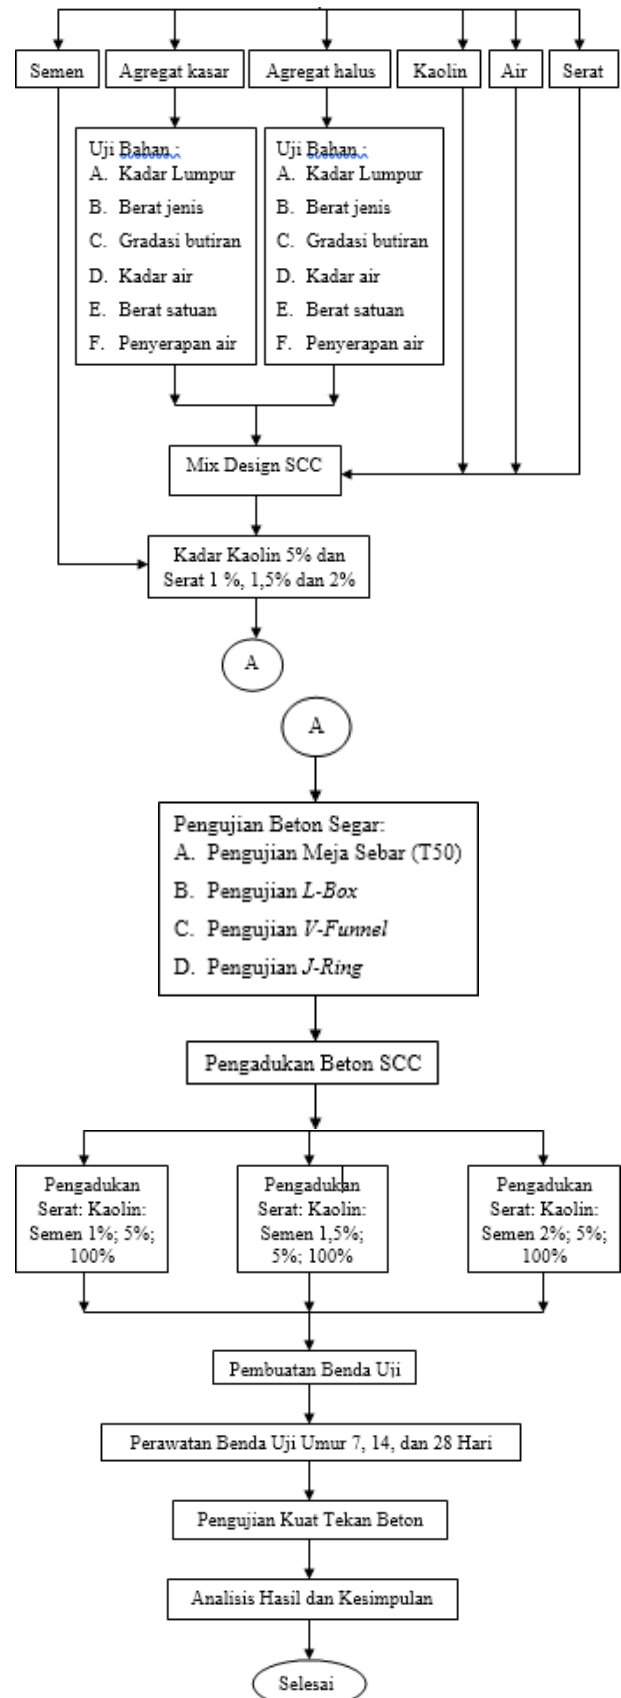 Semen
Agregat kasar
Agregat halus
Kaolin
Air
Serat
Uji Bahan :
A. Kadar Lumpur
B. Berat jenis
C. Gradasi butiran
D. Kadar air
E. Berat satuan
F. Penyerapan air
Uji Bahan :
A. Kadar Lumpur
B. Berat jenis
C. Gradasi butiran
D. Kadar air
E. Berat satuan
F. Penyerapan air
Mix Design SCC
Kadar Kaolin 5% dan
Serat 1 %, 1,5% dan 2%
A
A
Pengujian Beton Segar:
A. Pengujian Meja Sebar (T50)
B. Pengujian L-Box
C. Pengujian V-Funnel
D. Pengujian J-Ring
Pengadukan Beton SCC
Pengadukan
Serat: Kaolin:
Semen 1%; 5%;
100%
Pengadukan
Serat: Kaolin:
Semen 1,5%;
5%; 100%
Pengadukan
Serat: Kaolin:
Semen 2%; 5%;
100%
Pembuatan Benda Uji
Perawatan Benda Uji Umur 7, 14, dan 28 Hari
Pengujian Kuat Tekan Beton
Analisis Hasil dan Kesimpulan
Selesai